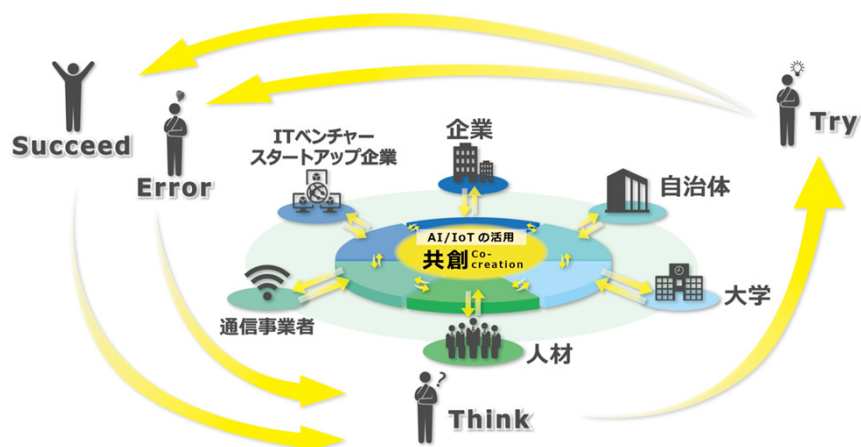 Succeed
Error
Try
ITベンチャー
スタートアップ企業
企業
自治体
AI/IoTの活用
共創
Co-
creation
通信事業者
大学
人材
?
Think